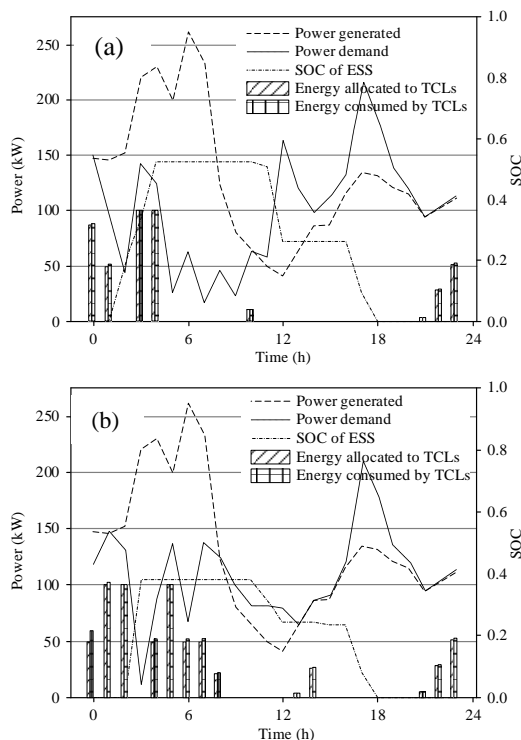 (a)
Power generated
Power demand
SOC of ESS
Energy allocated to TCLs
Energy consumed by TCLs
250
200
150
100
50
0
Power (kW)
1.0
0.8
0.6
0.4
0.2
0.0
SOC
0
6
12
18
24
Time (h)
(b)
Power generated
Power demand
SOC of ESS
Energy allocated to TCLs
Energy consumed by TCLs
250
200
150
100
50
0
Power (kW)
1.0
0.8
0.6
0.4
0.2
0.0
SOC
0
6
12
18
24
Time (h)